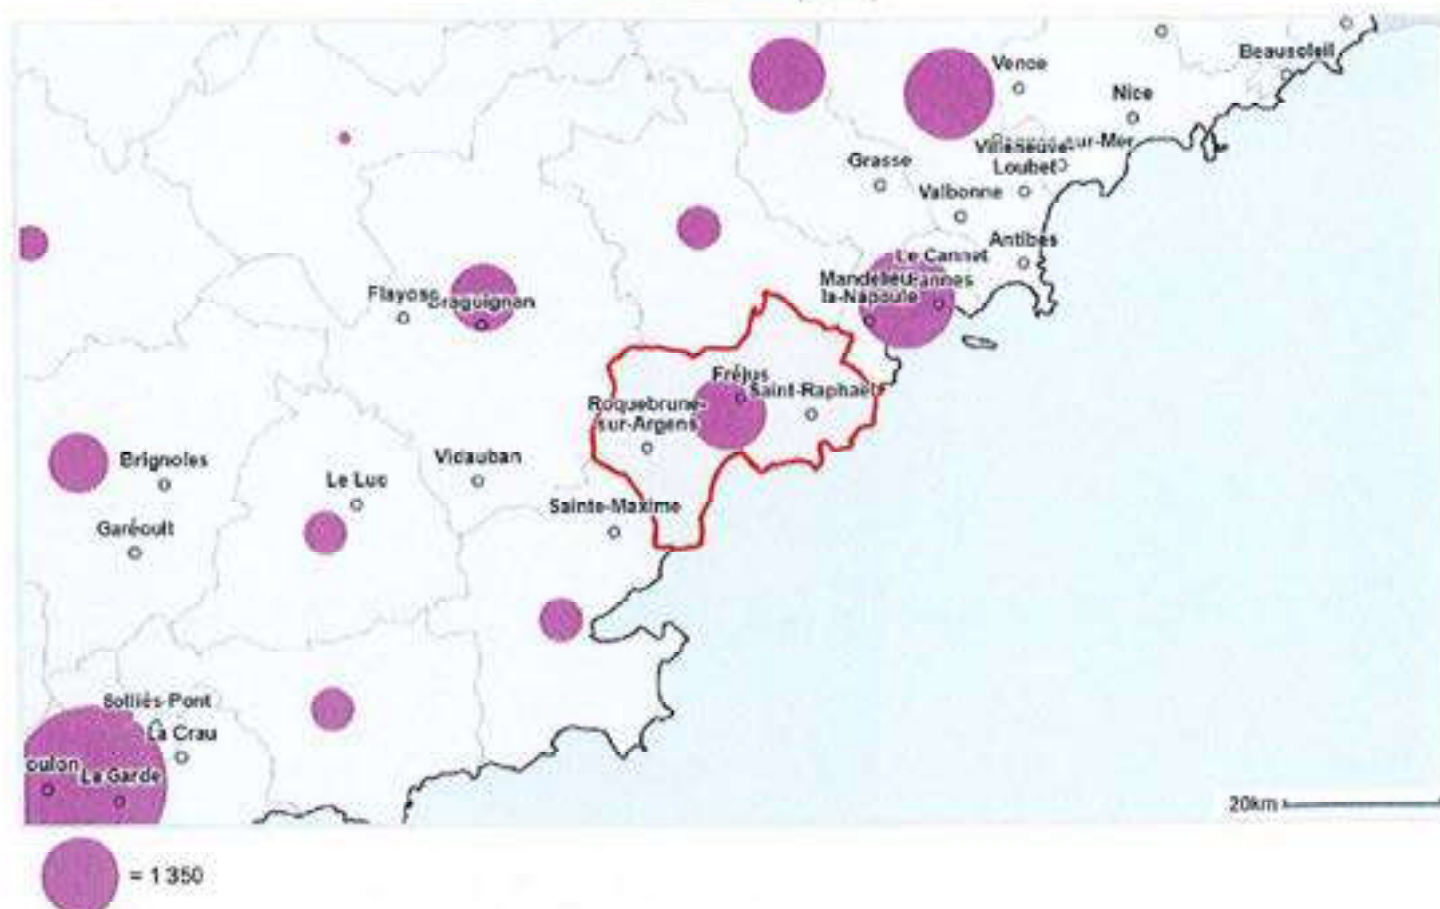 Beausoleil
Vence
Nice
Villeneuve-
Loubet
sur-Mer
Grasse
Valbonne
Antibes
Le Cannet
Mandelieu-
la-Napoule
Flayosc
Draguignan
Fréjus
Saint-Raphaël
Roquebrune-
sur-Argens
Brignoles
Vidauban
Le Luc
Sainte-Maxime
Garéoult
Solliès-Pont
La Crau
oulon
La Garde
20km
= 1 350